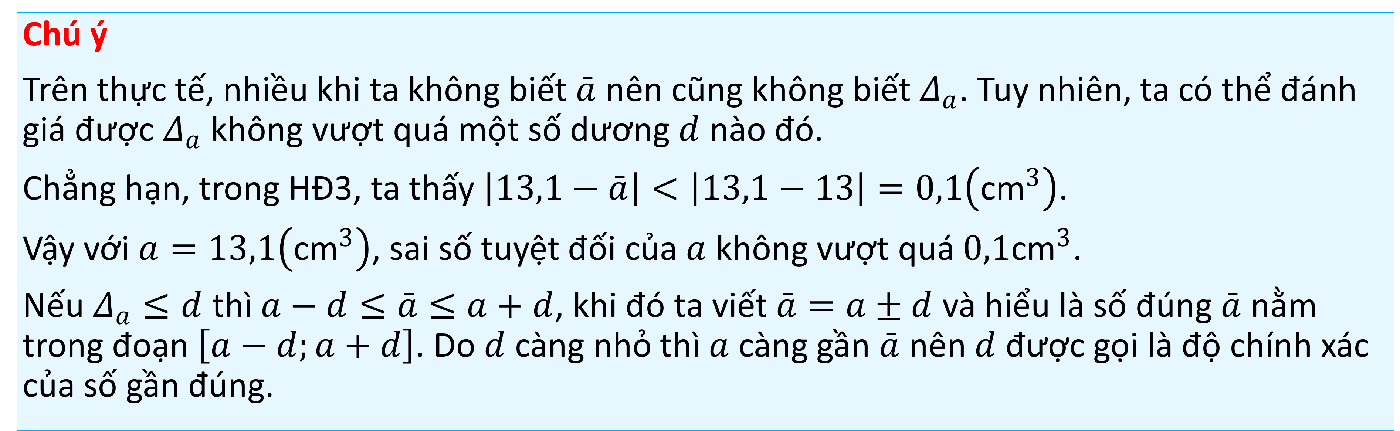 Chú ý
Trên thực tế, nhiều khi ta không biết ā nên cũng không biết Δₐ. Tuy nhiên, ta có thể đánh
giá được Δₐ không vượt quá một số dương d nào đó.
Chẳng hạn, trong HĐ3, ta thấy |13,1 − ā| < |13,1 − 13| = 0,1(cm³).
Vậy với a = 13,1(cm³), sai số tuyệt đối của a không vượt quá 0,1cm³.
Nếu Δₐ ≤ d thì a − d ≤ ā ≤ a + d, khi đó ta viết ā = a ± d và hiểu là số đúng ā nằm
trong đoạn [a − d; a + d]. Do d càng nhỏ thì a càng gần ā nên d được gọi là độ chính xác
của số gần đúng.